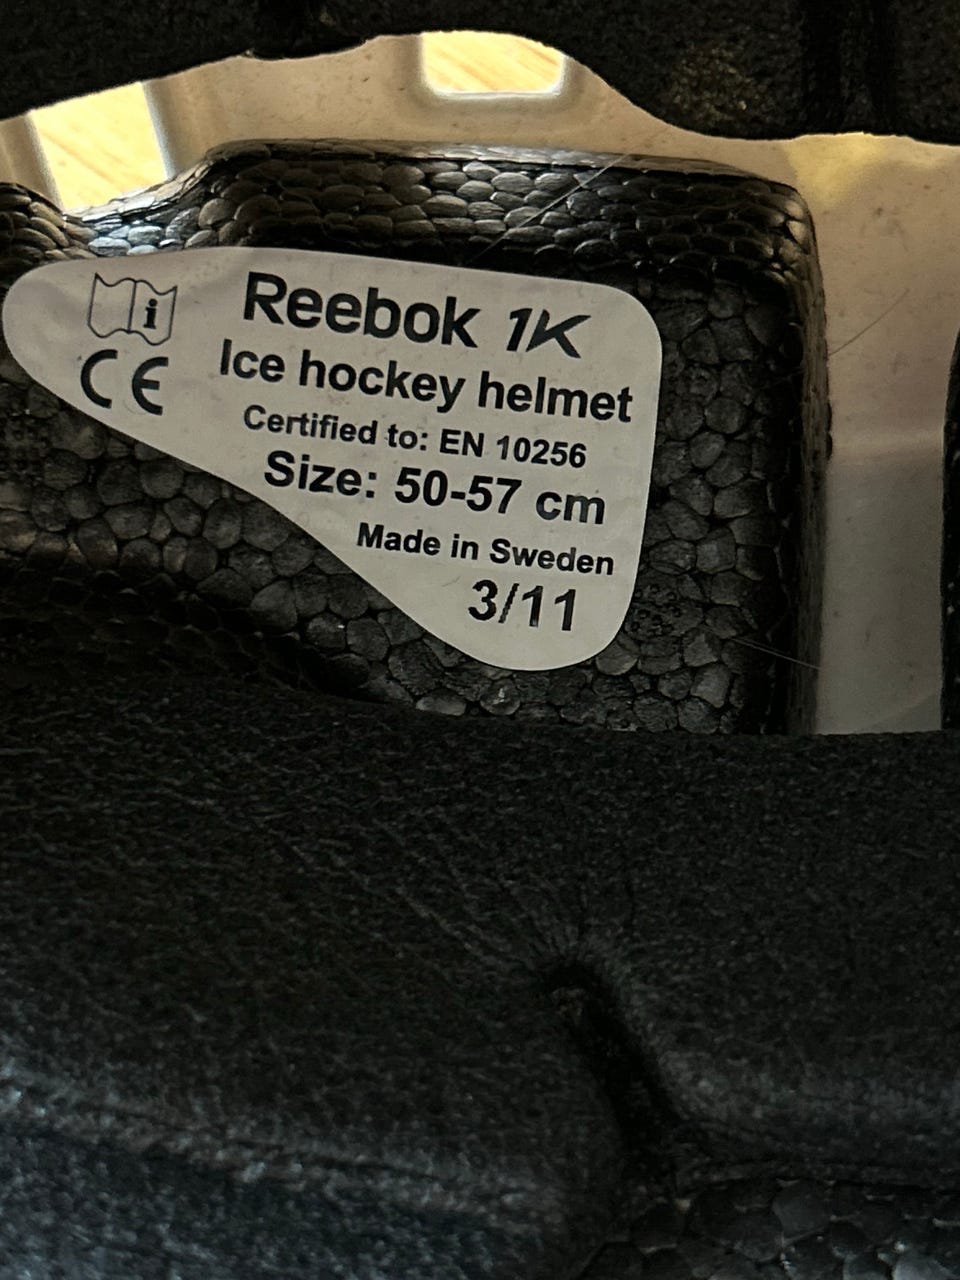 Reebok 1K
Ice hockey helmet
Certified to: EN 10256
Size: 50-57 cm
Made in Sweden
3/11
i
CE